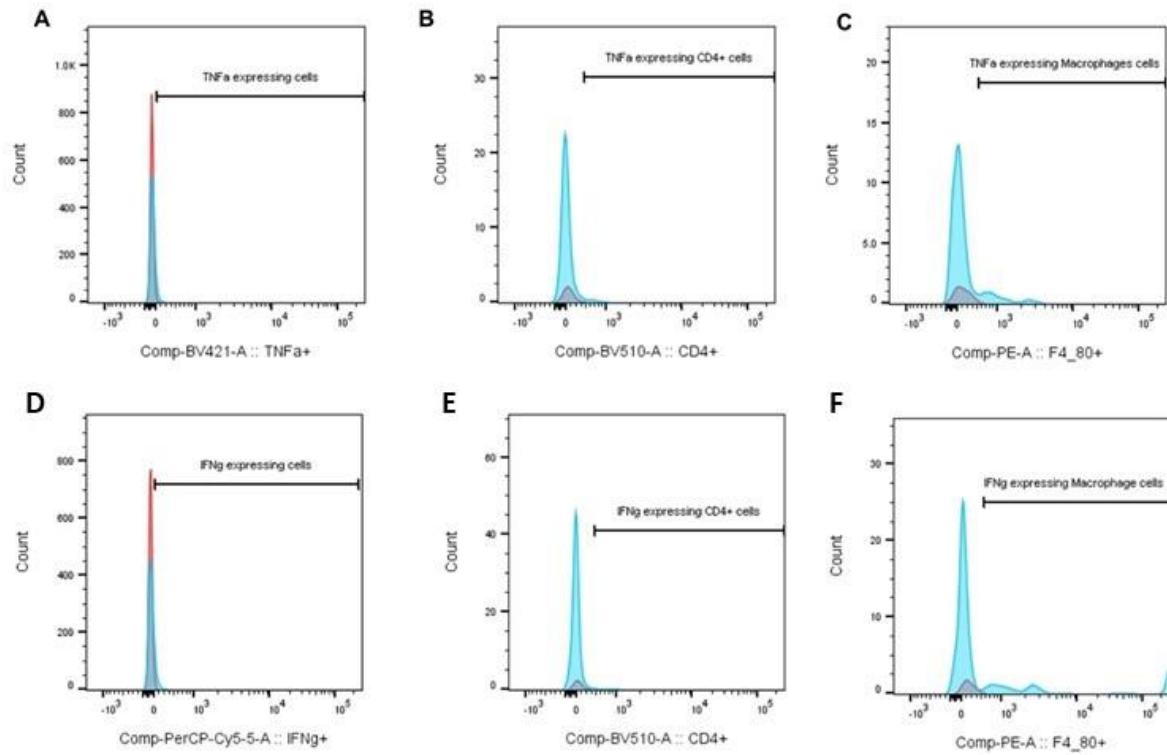 A
1.0K
800
600
400
200
0
Count
TNFa expressing cells
-10³ 0 10³ 10⁴ 10⁵
Comp-BV421-A :: TNFa+
B
30
20
10
0
Count
TNFa expressing CD4+ cells
-10³ 0 10³ 10⁴ 10⁵
Comp-BV510-A :: CD4+
C
20
15
10
5.0
0
Count
TNFa expressing Macrophages cells
-10³ 0 10³ 10⁴ 10⁵
Comp-PE-A :: F4_80+
D
800
600
400
200
0
Count
IFNg expressing cells
-10³ 0 10³ 10⁴ 10⁵
Comp-PerCP-Cy5-5-A :: IFNg+
E
60
40
20
0
Count
IFNg expressing CD4+ cells
-10³ 0 10³ 10⁴ 10⁵
Comp-BV510-A :: CD4+
F
30
20
10
0
Count
IFNg expressing Macrophage cells
-10³ 0 10³ 10⁴ 10⁵
Comp-PE-A :: F4_80+